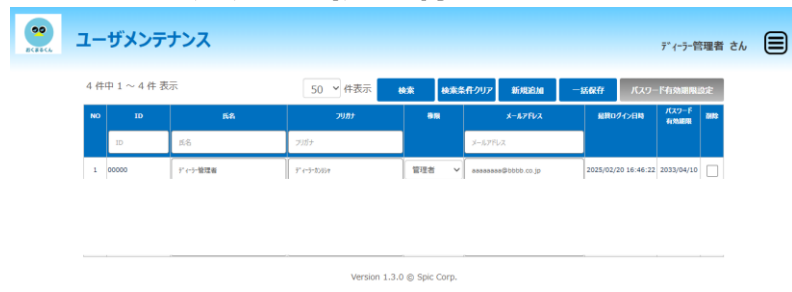 おくまるくん
ユーザメンテナンス
ディーラー管理者 さん
4 件中 1 ～ 4 件 表示
50 件表示 検索 検索条件クリア 新規追加 一括保存 パスワード有効期限設定
NO ID 氏名 フリガナ 権限 メールアドレス 最終ログイン日時 パスワード有効期限 削除
ID 氏名 フリガナ メールアドレス
1 00000 ﾃﾞｨｰﾗｰ管理者 ﾃﾞｨｰﾗｰｶﾝﾘｼｬ 管理者 aaaaaaaa@bbbb.co.jp 2025/02/20 16:46:22 2033/04/10
Version 1.3.0 © Spic Corp.